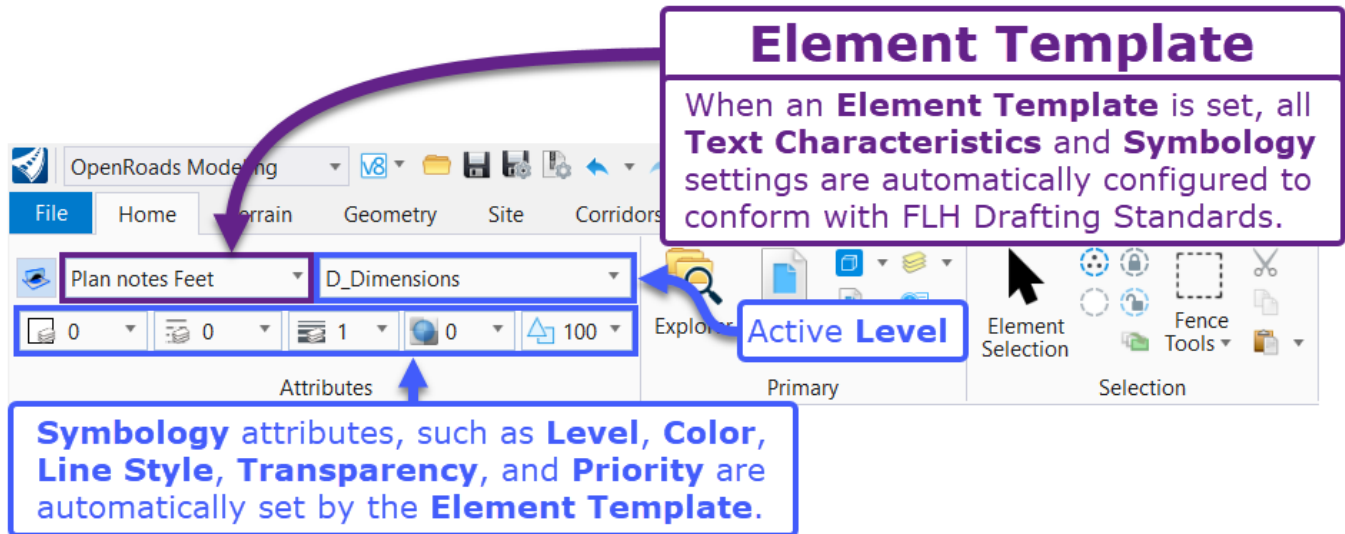 Element Template
When an Element Template is set, all
Text Characteristics and Symbology
settings are automatically configured to
conform with FLH Drafting Standards.
OpenRoads Modeling V8
File Home Terrain Geometry Site Corridors
Plan notes Feet D_Dimensions
0 0 1 0 100
Explorer
Active Level
Element
Selection
Fence
Tools
Attributes Primary Selection
Symbology attributes, such as Level, Color,
Line Style, Transparency, and Priority are
automatically set by the Element Template.